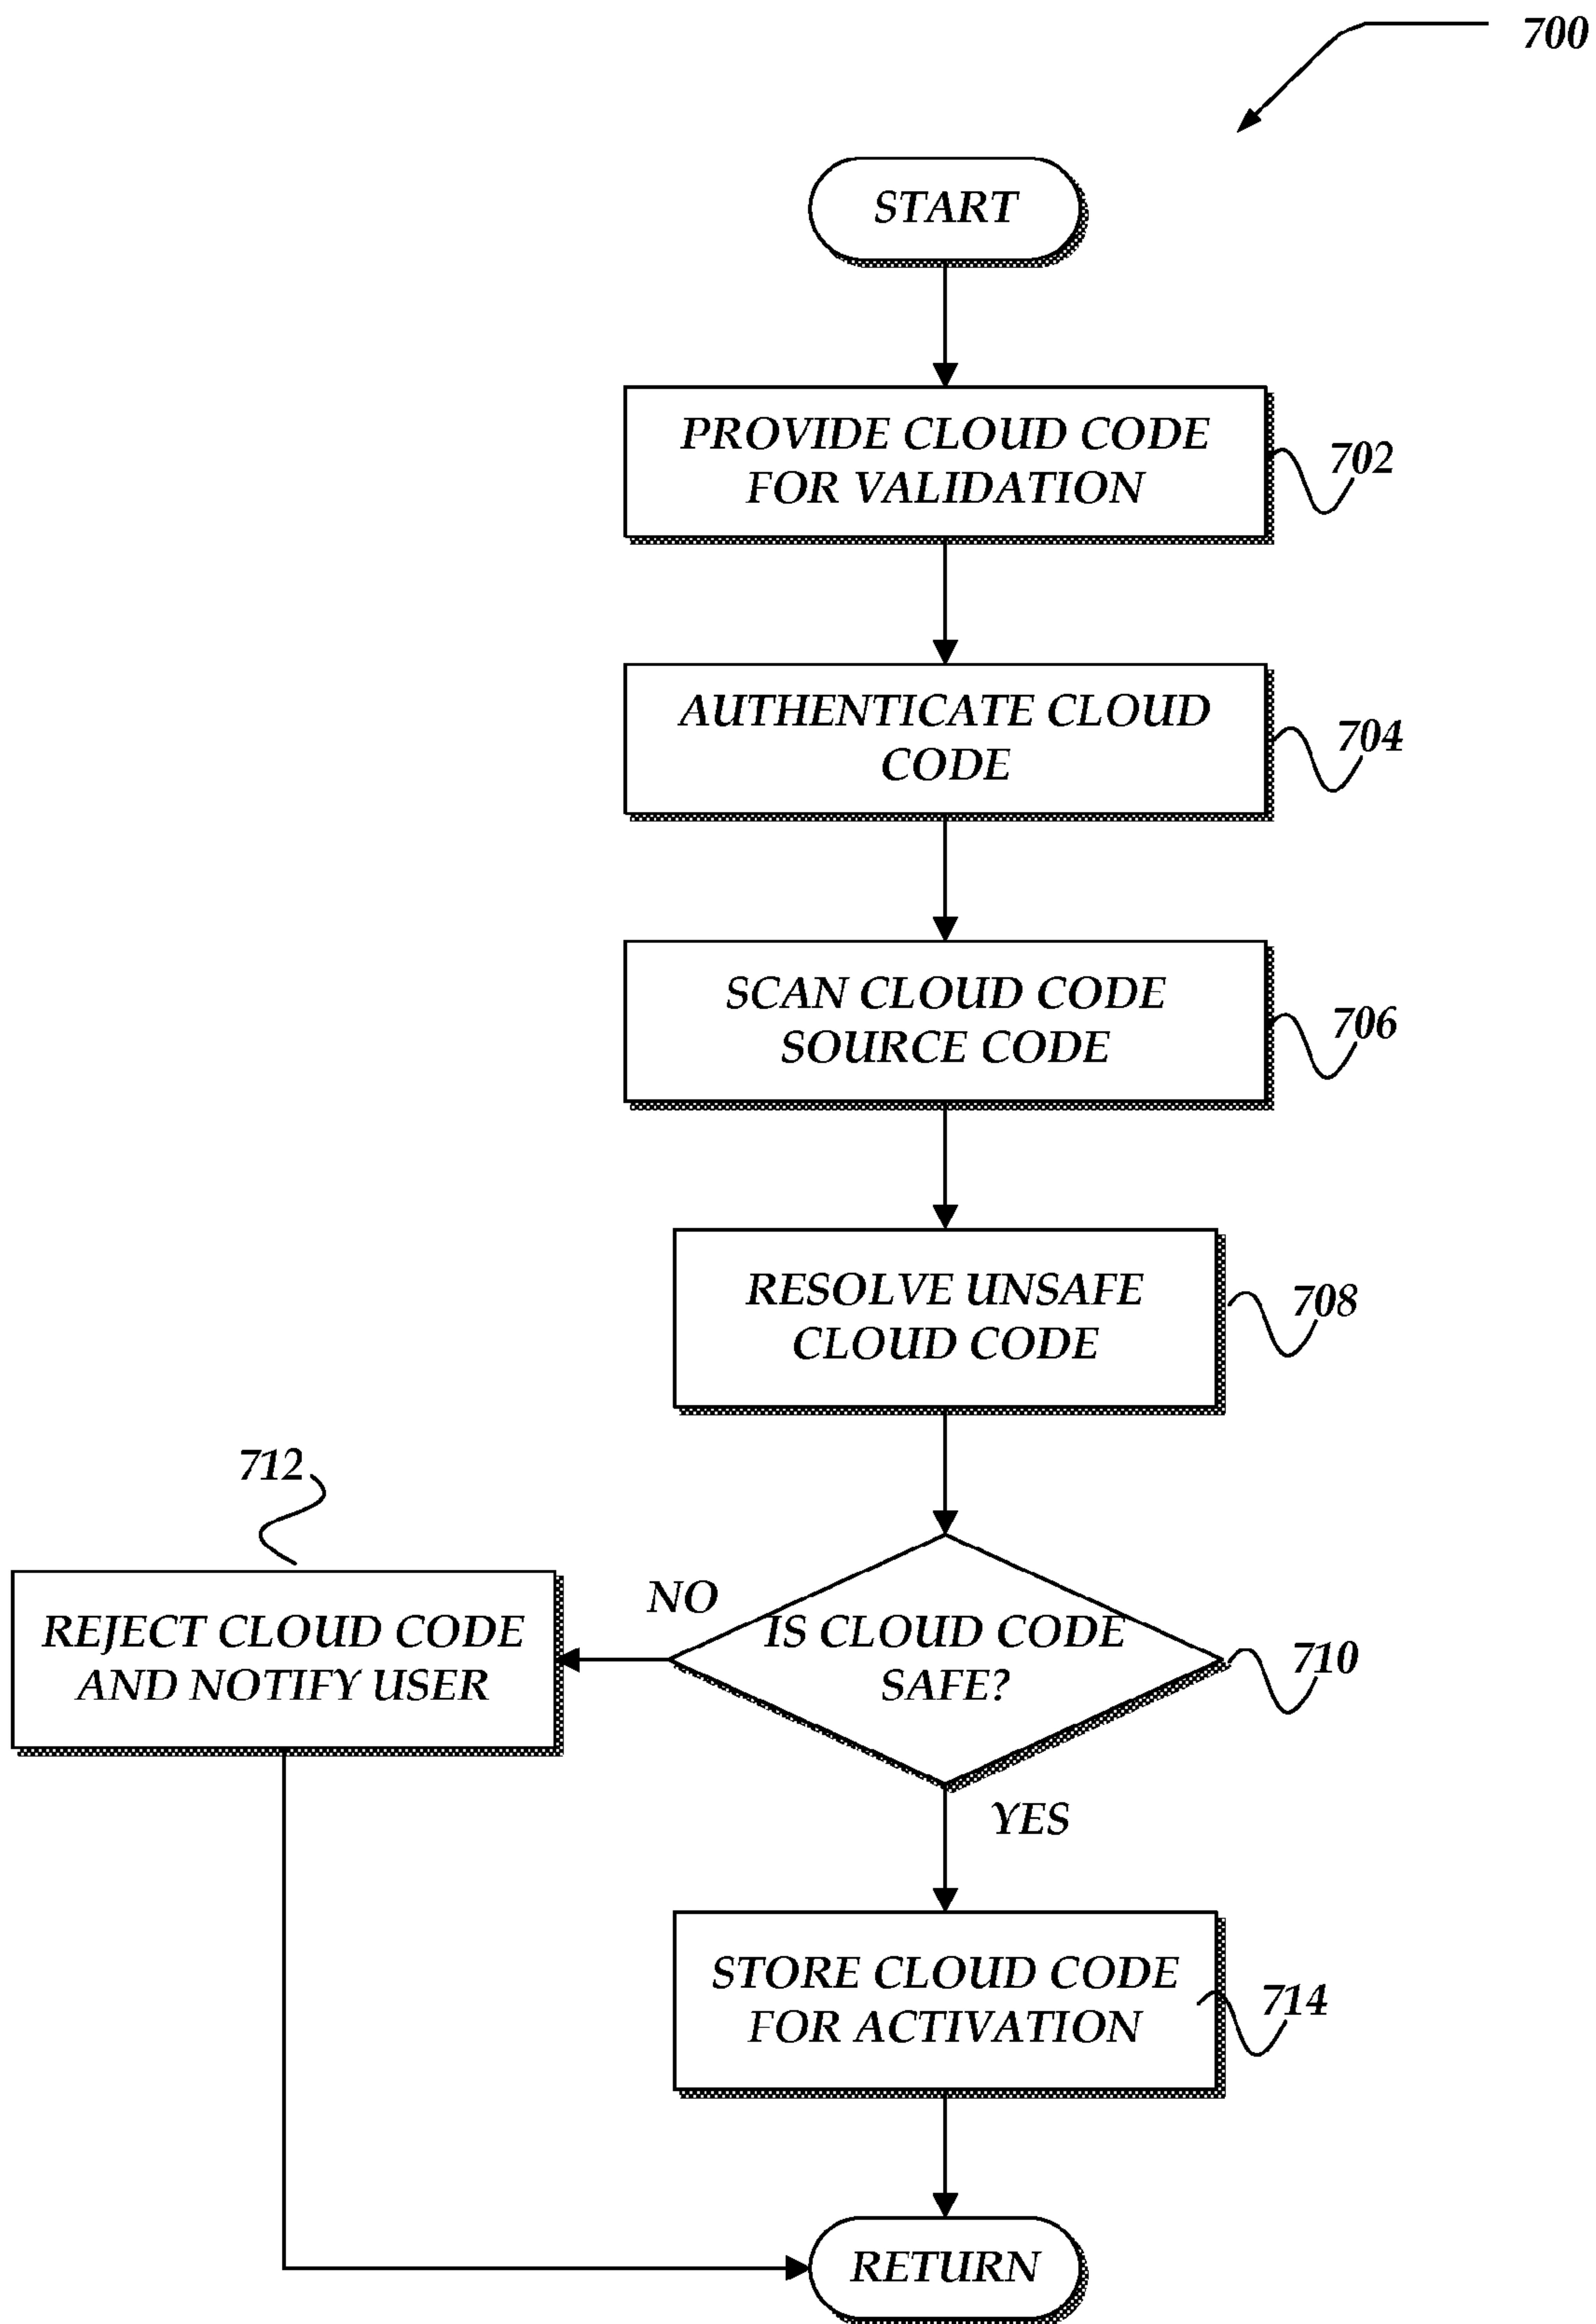 700
START
PROVIDE CLOUD CODE
FOR VALIDATION
702
AUTHENTICATE CLOUD
CODE
704
SCAN CLOUD CODE
SOURCE CODE
706
RESOLVE UNSAFE
CLOUD CODE
708
712
REJECT CLOUD CODE
AND NOTIFY USER
NO
IS CLOUD CODE
SAFE?
710
YES
STORE CLOUD CODE
FOR ACTIVATION
714
RETURN